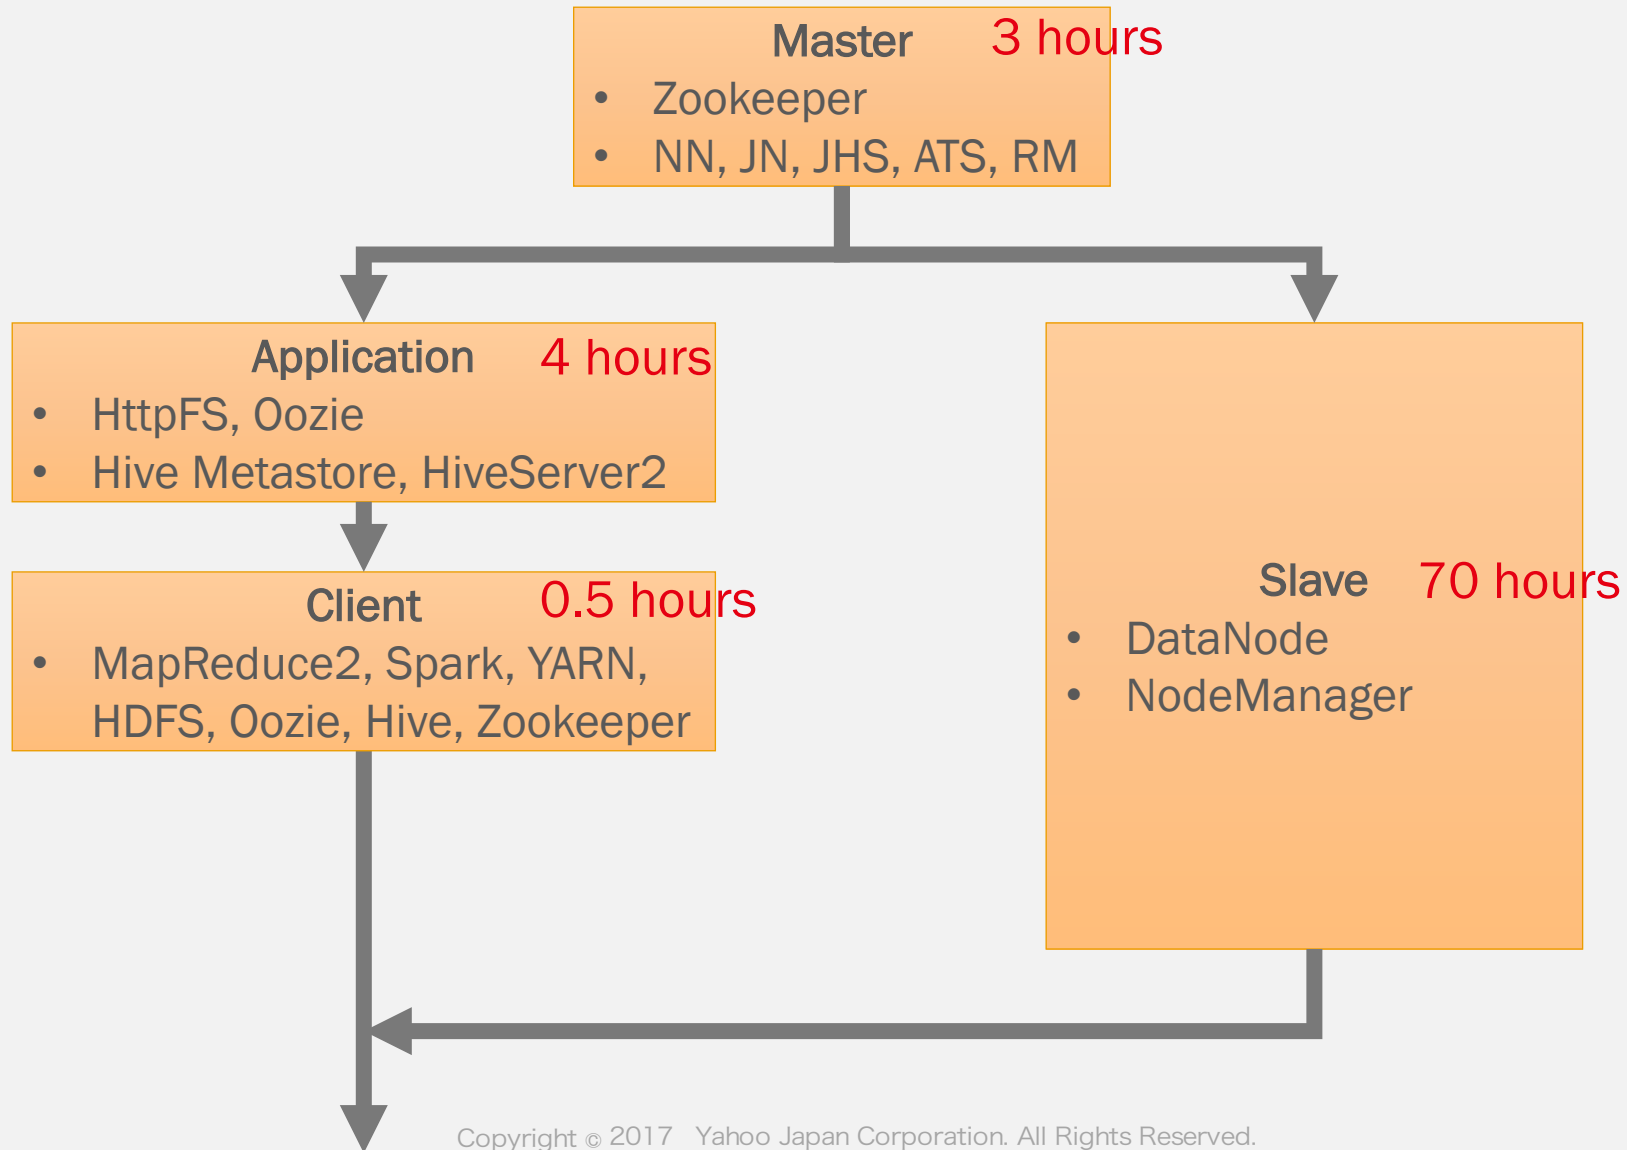 Master 3 hours
• Zookeeper
• NN, JN, JHS, ATS, RM
Application 4 hours
• HttpFS, Oozie
• Hive Metastore, HiveServer2
Client 0.5 hours
• MapReduce2, Spark, YARN,
HDFS, Oozie, Hive, Zookeeper
Slave 70 hours
• DataNode
• NodeManager
Copyright © 2017 Yahoo Japan Corporation. All Rights Reserved.